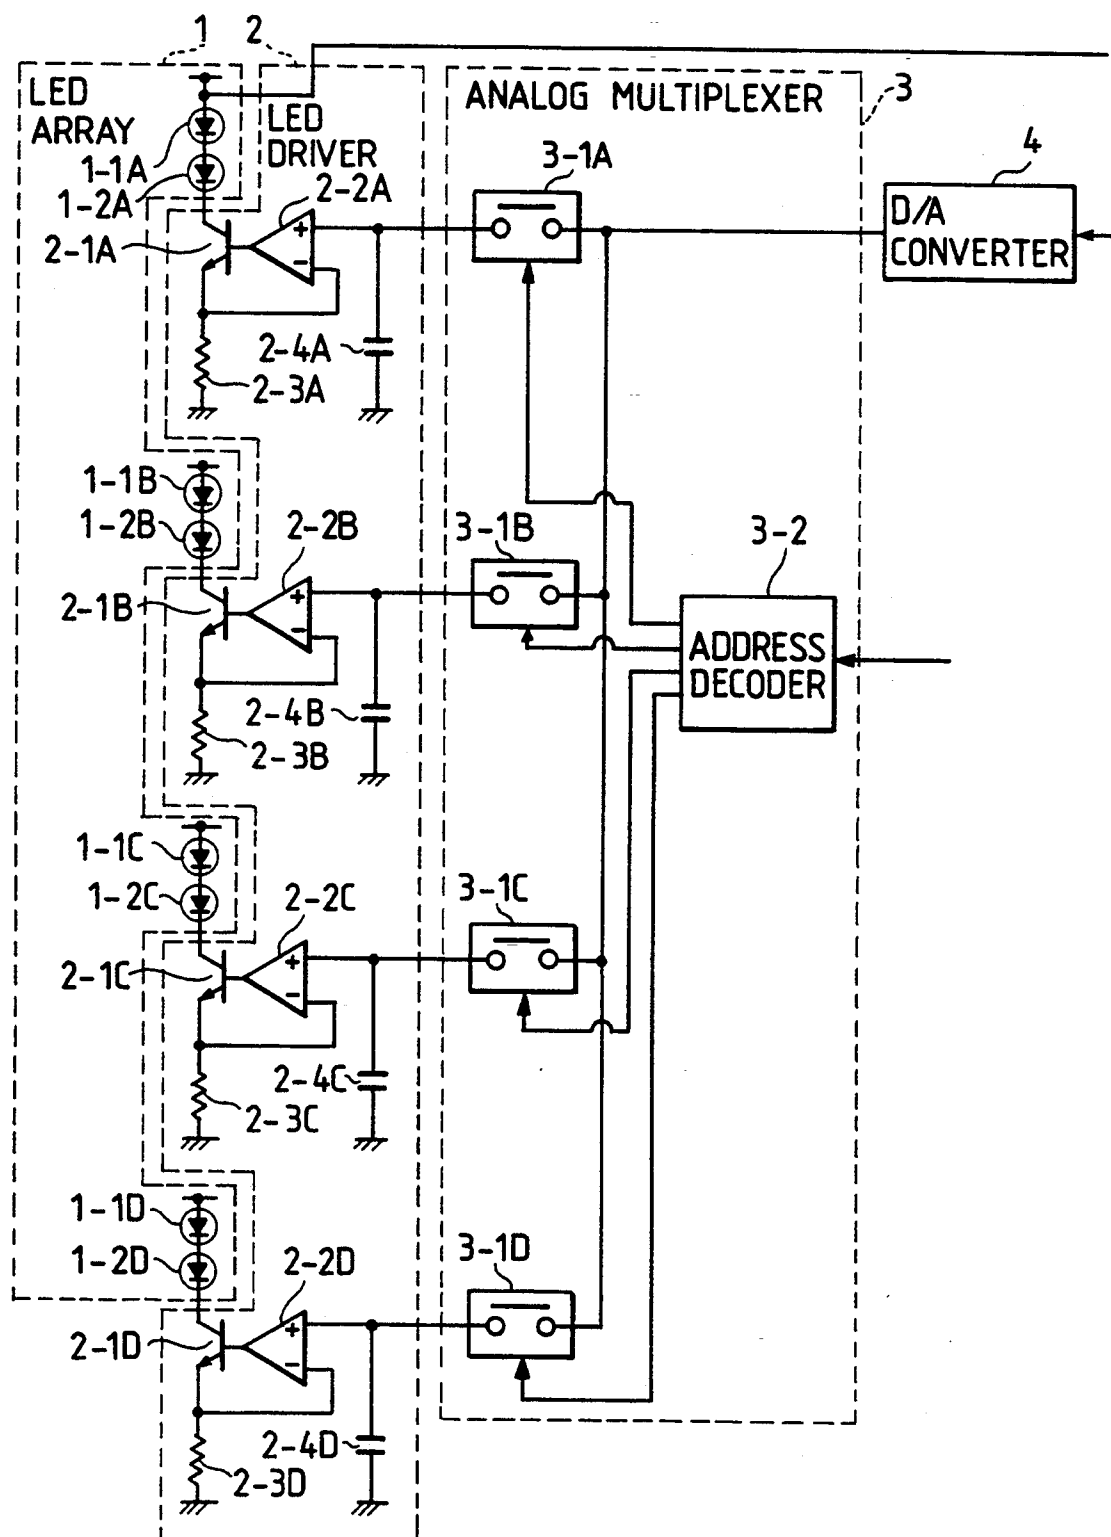 1
2
LED
ARRAY
LED
DRIVER
ANALOG MULTIPLEXER
3
1-1A
1-2A
2-1A
2-2A
+
-
3-1A
4
D/A
CONVERTER
2-4A
2-3A
1-1B
1-2B
2-2B
2-1B
+
-
3-1B
3-2
ADDRESS
DECODER
2-4B
2-3B
1-1C
1-2C
2-2C
2-1C
+
-
3-1C
2-4C
2-3C
1-1D
1-2D
2-2D
2-1D
+
-
3-1D
2-4D
2-3D